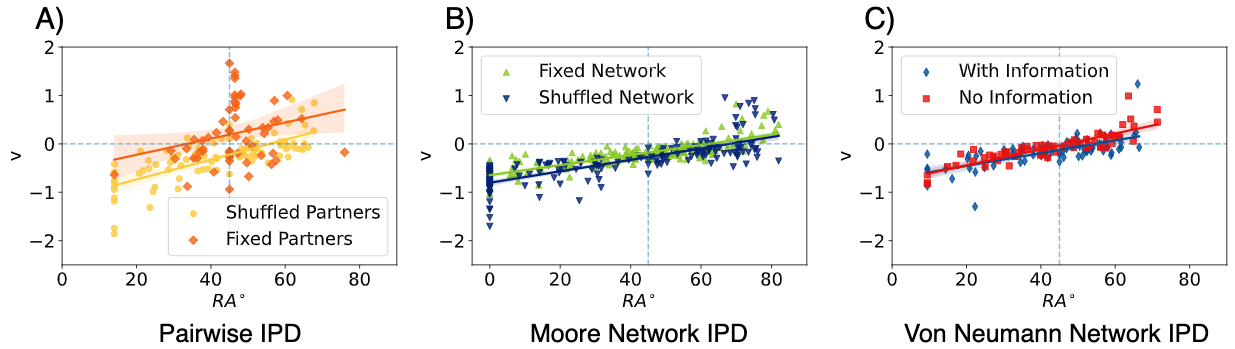 A)
B)
C)
2
1
0
−1
−2
v
0
20
40
60
80
RA°
Shuffled Partners
Fixed Partners
Pairwise IPD
2
1
0
−1
−2
v
0
20
40
60
80
RA°
Fixed Network
Shuffled Network
Moore Network IPD
2
1
0
−1
−2
v
0
20
40
60
80
RA°
With Information
No Information
Von Neumann Network IPD